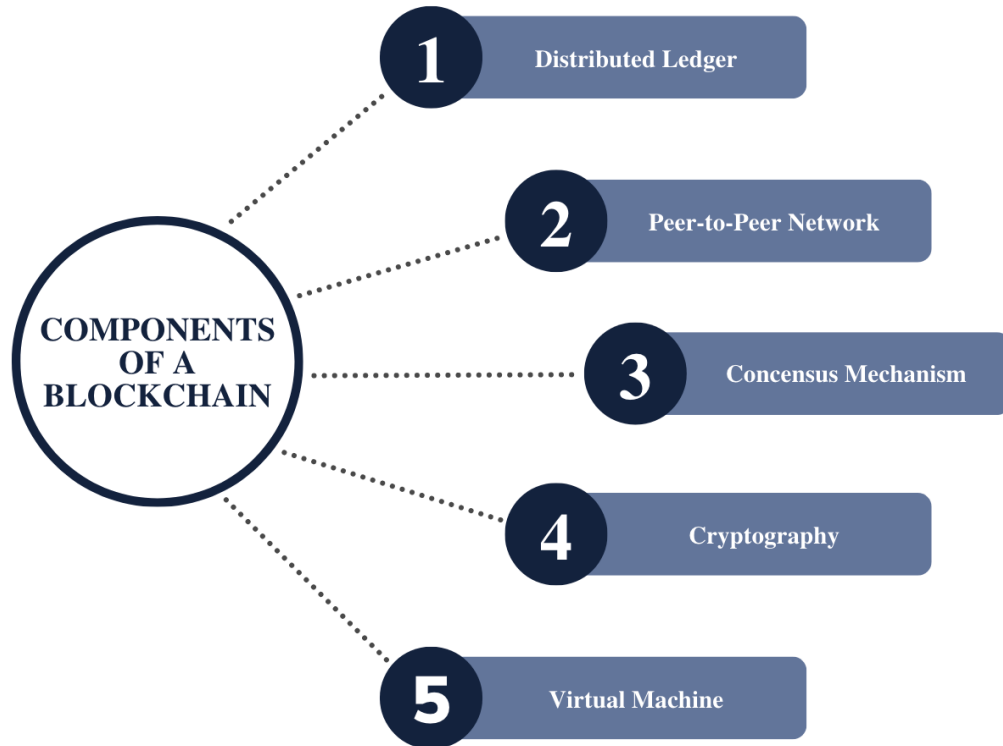 1
Distributed Ledger
2
Peer-to-Peer Network
COMPONENTS
OF A
BLOCKCHAIN
3
Concensus Mechanism
4
Cryptography
5
Virtual Machine